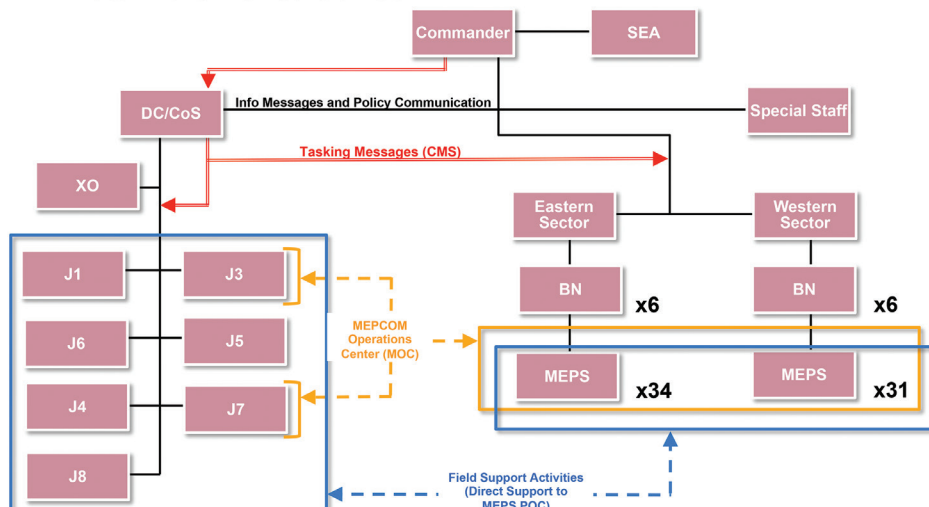 Commander
SEA
Info Messages and Policy Communication
DC/CoS
Special Staff
Tasking Messages (CMS)
XO
Eastern
Sector
Western
Sector
J1
J3
BN
x6
BN
x6
MEPCOM
Operations
Center (MOC)
J6
J5
MEPS
x34
MEPS
x31
J4
J7
J8
Field Support Activities
(Direct Support to
MEPS POC)